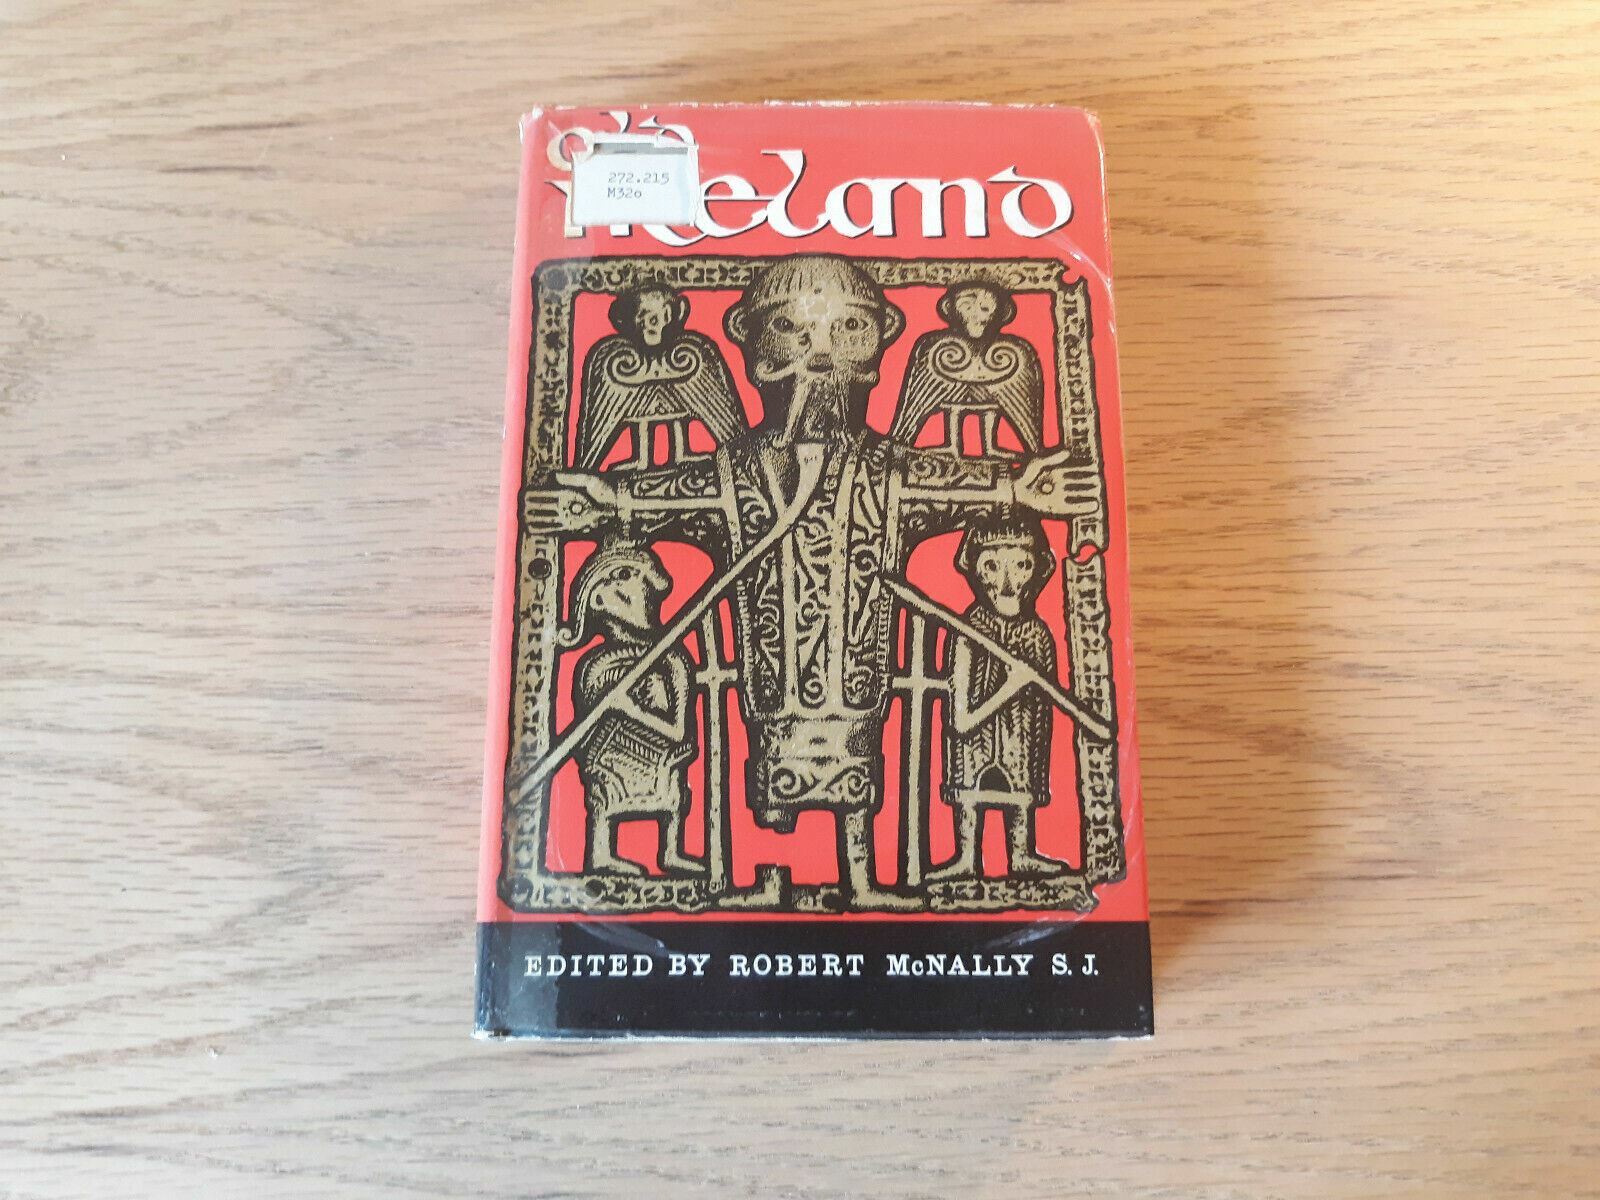 Old
272.215
M32o
Ireland
EDITED BY ROBERT McNALLY S. J.